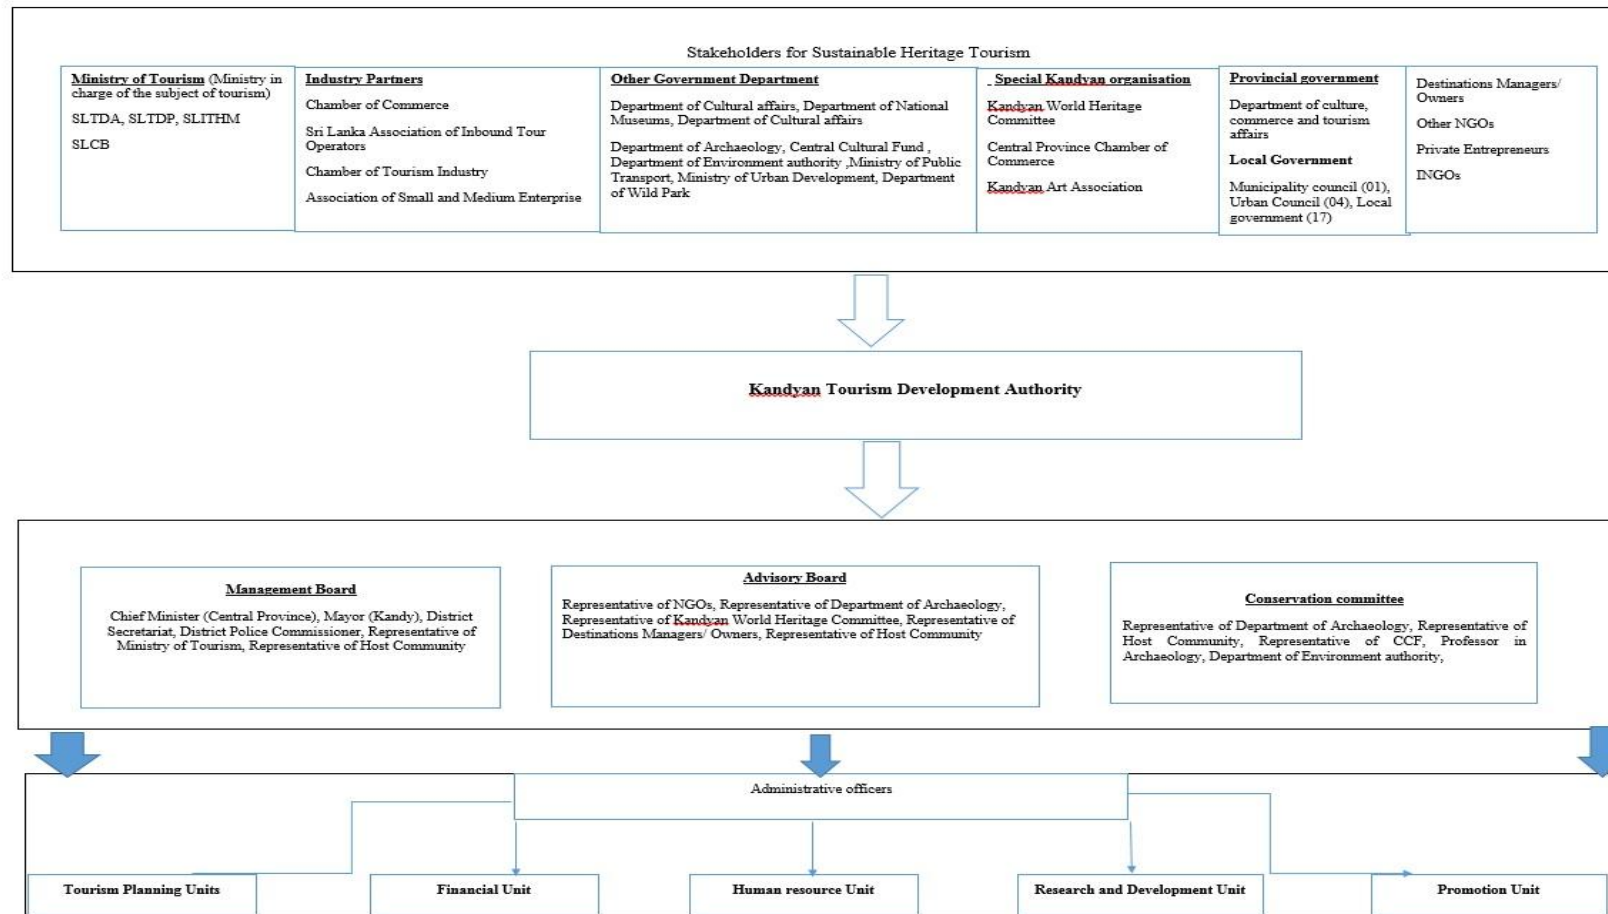 Stakeholders for Sustainable Heritage Tourism
Ministry of Tourism (Ministry in
charge of the subject of tourism)
SLTDA, SLTDP, SLITHM
SLCB
Industry Partners
Chamber of Commerce
Sri Lanka Association of Inbound Tour
Operators
Chamber of Tourism Industry
Association of Small and Medium Enterprise
Other Government Department
Department of Cultural affairs, Department of National
Museums, Department of Cultural affairs
Department of Archaeology, Central Cultural Fund ,
Department of Environment authority ,Ministry of Public
Transport, Ministry of Urban Development, Department
of Wild Park
Special Kandyan organisation
Kandyan World Heritage
Committee
Central Province Chamber of
Commerce
Kandyan Art Association
Provincial government
Department of culture,
commerce and tourism
affairs
Local Government
Municipality council (01),
Urban Council (04), Local
government (17)
Destinations Managers/
Owners
Other NGOs
Private Entrepreneurs
INGOs
Kandyan Tourism Development Authority
Management Board
Chief Minister (Central Province), Mayor (Kandy), District
Secretariat, District Police Commissioner, Representative of
Ministry of Tourism, Representative of Host Community
Advisory Board
Representative of NGOs, Representative of Department of Archaeology,
Representative of Kandyan World Heritage Committee, Representative of
Destinations Managers/ Owners, Representative of Host Community
Conservation committee
Representative of Department of Archaeology, Representative of
Host Community, Representative of CCF, Professor in
Archaeology, Department of Environment authority,
Administrative officers
Tourism Planning Units
Financial Unit
Human resource Unit
Research and Development Unit
Promotion Unit